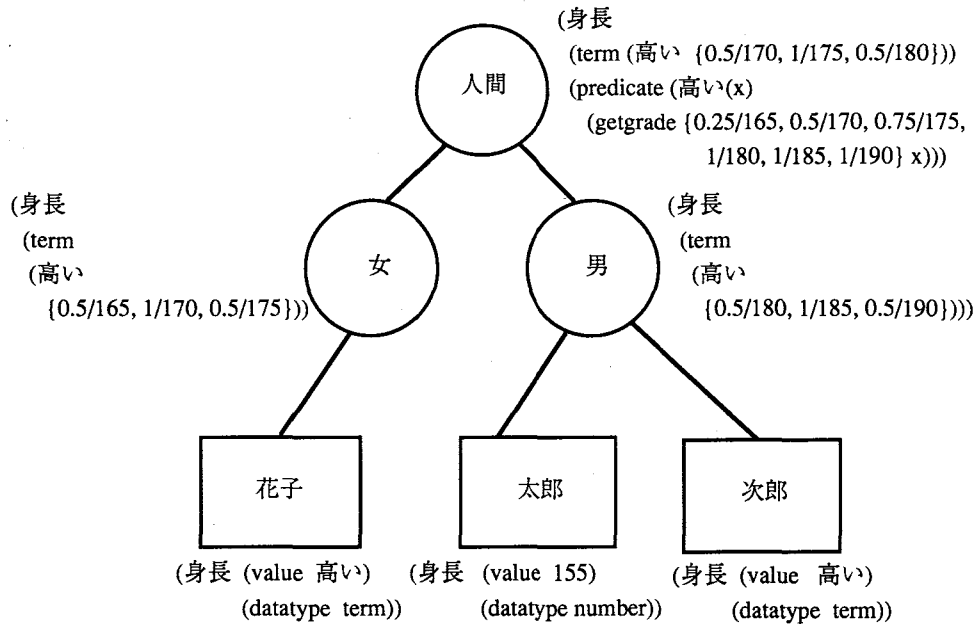 (身長
(term (高い {0.5/170, 1/175, 0.5/180}))
(predicate (高い(x)
(getgrade {0.25/165, 0.5/170, 0.75/175,
1/180, 1/185, 1/190} x)))
人間
(身長
(term
(高い
{0.5/165, 1/170, 0.5/175}))
女
男
(身長
(term
(高い
{0.5/180, 1/185, 0.5/190})))
花子
太郎
次郎
(身長 (value 高い)
(datatype term))
(身長 (value 155)
(datatype number))
(身長 (value 高い)
(datatype term))